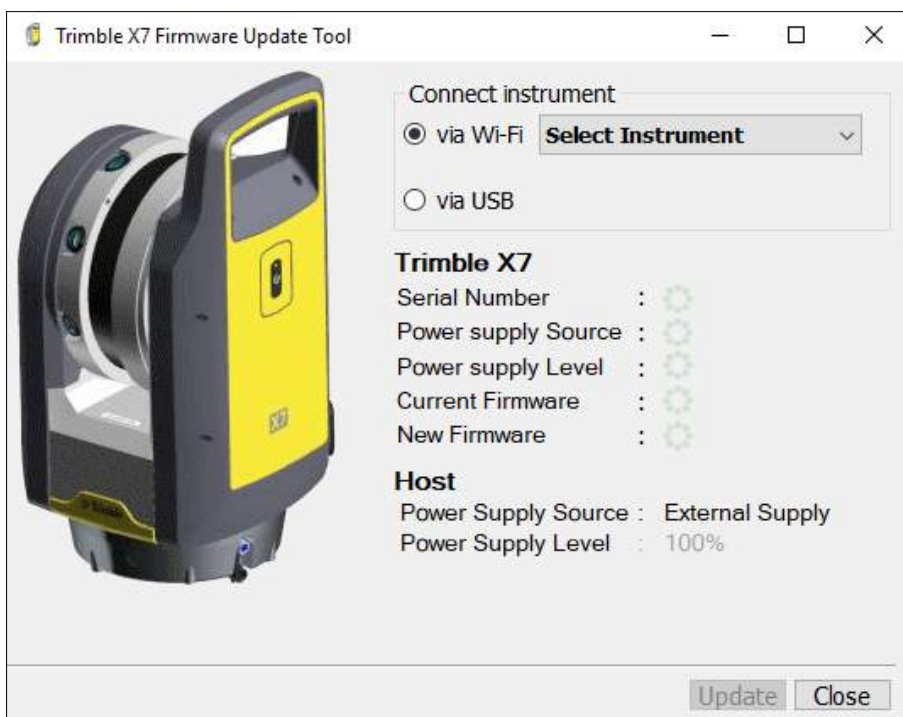 Trimble X7 Firmware Update Tool
Connect instrument
via Wi-Fi Select Instrument
via USB
Trimble X7
Serial Number :
Power supply Source :
Power supply Level :
Current Firmware :
New Firmware :
Host
Power Supply Source : External Supply
Power Supply Level : 100%
X7
Trimble
Update Close